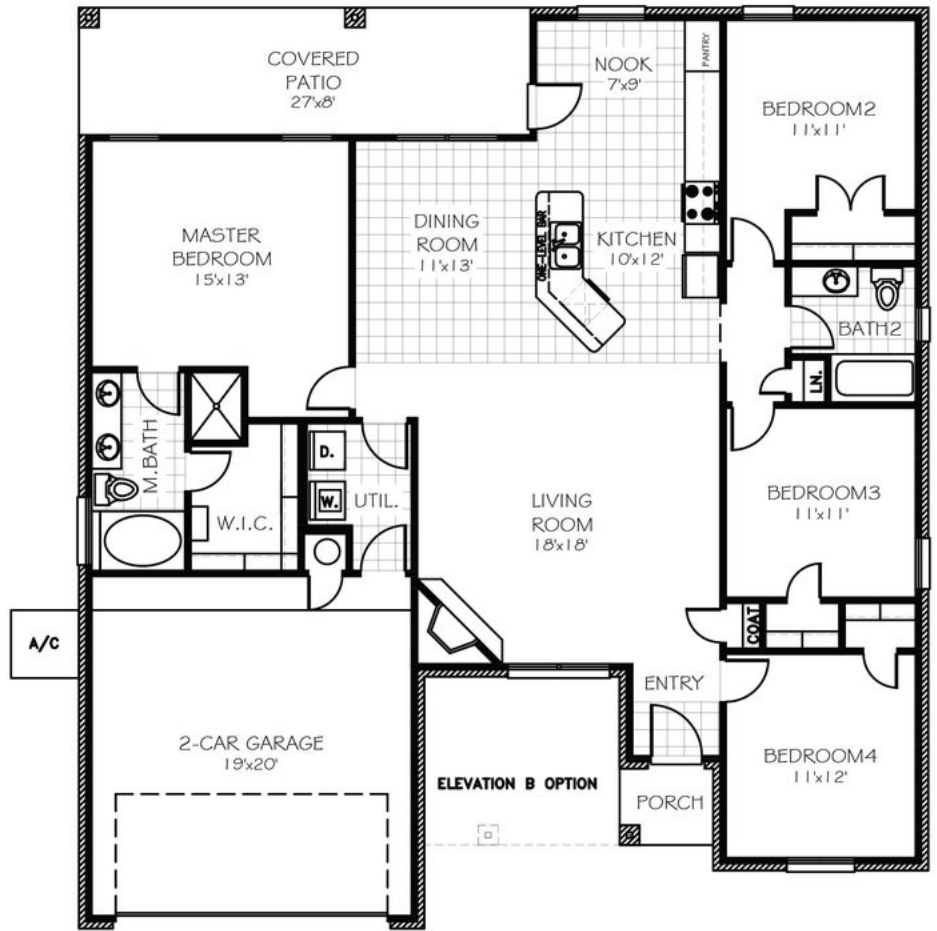 COVERED
PATIO
27'x8'
NOOK
7'x9'
PANTRY
BEDROOM2
11'x11'
MASTER
BEDROOM
15'x13'
DINING
ROOM
11'x13'
ONE-LEVEL BAR
KITCHEN
10'x12'
BATH2
LN.
M.BATH
D.
W.
UTIL.
W.I.C.
LIVING
ROOM
18'x18'
BEDROOM3
11'x11'
COAT
A/C
ENTRY
2-CAR GARAGE
19'x20'
ELEVATION B OPTION
PORCH
BEDROOM4
11'x12'